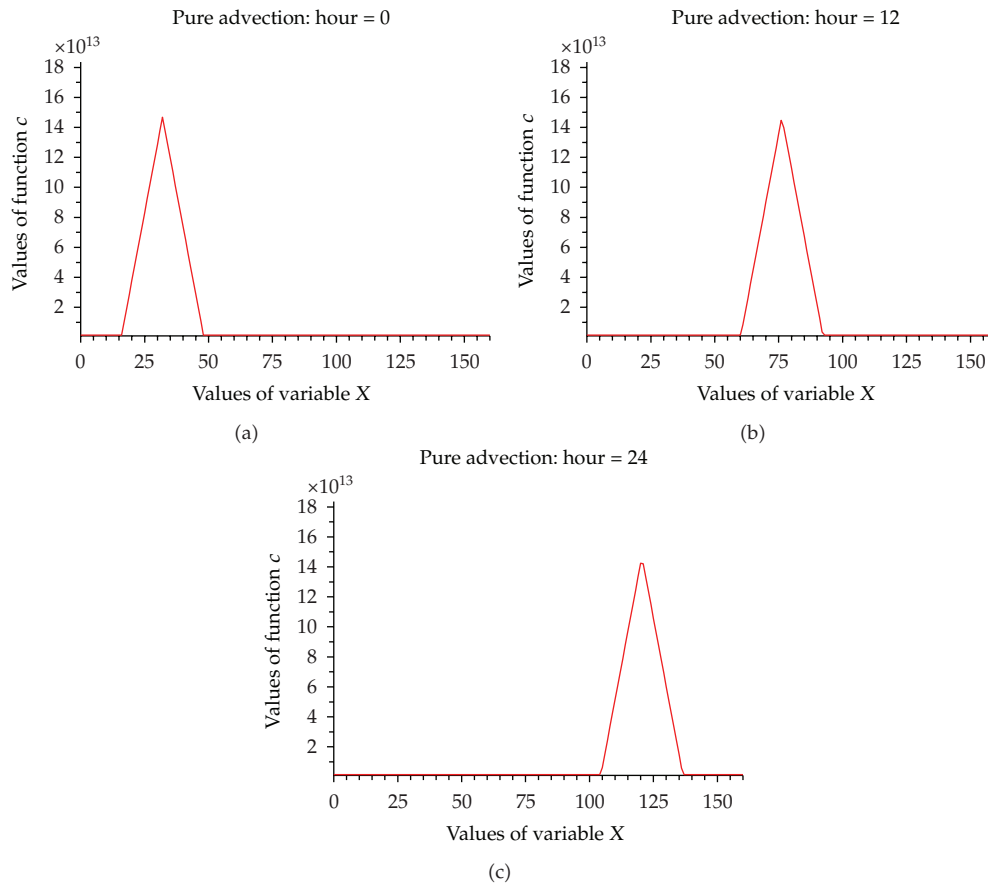 Pure advection: hour = 0
×10¹³
18
16
14
12
10
8
6
4
2
Values of function c
0 25 50 75 100 125 150
Values of variable X
(a)
Pure advection: hour = 12
×10¹³
18
16
14
12
10
8
6
4
2
Values of function c
0 25 50 75 100 125 150
Values of variable X
(b)
Pure advection: hour = 24
×10¹³
18
16
14
12
10
8
6
4
2
Values of function c
0 25 50 75 100 125 150
Values of variable X
(c)